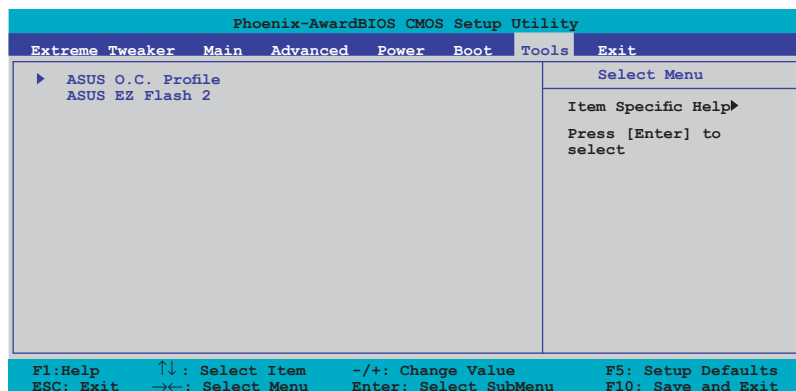 Phoenix-AwardBIOS CMOS Setup Utility
Extreme Tweaker Main Advanced Power Boot Tools Exit
ASUS O.C. Profile
ASUS EZ Flash 2
Select Menu
Item Specific Help
Press [Enter] to
select
F1:Help ↑↓: Select Item -/+: Change Value F5: Setup Defaults
ESC: Exit →←: Select Menu Enter: Select SubMenu F10: Save and Exit